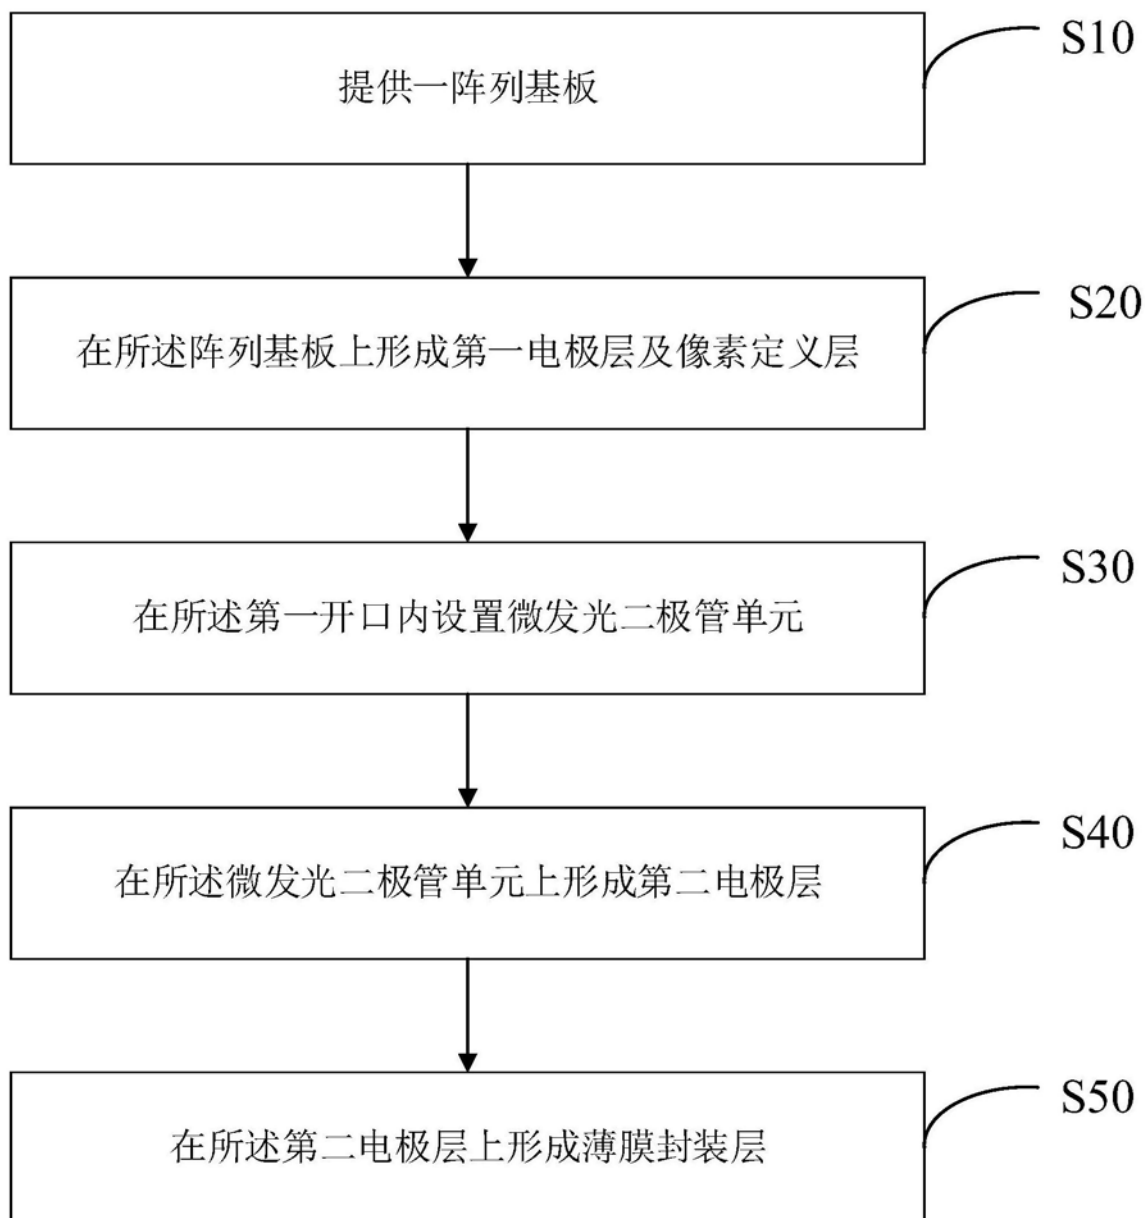 提供一阵列基板
S10
在所述阵列基板上形成第一电极层及像素定义层
S20
在所述第一开口内设置微发光二极管单元
S30
在所述微发光二极管单元上形成第二电极层
S40
在所述第二电极层上形成薄膜封装层
S50